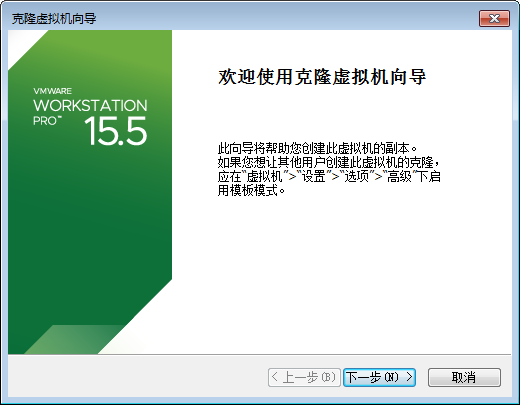 克隆虚拟机向导
VMWARE
WORKSTATION
PRO™
15.5
欢迎使用克隆虚拟机向导
此向导将帮助您创建此虚拟机的副本。
如果您想让其他用户创建此虚拟机的克隆，
应在“虚拟机”>“设置”>“选项”>“高级”下启
用模板模式。
< 上一步(B)
下一步(N) >
取消